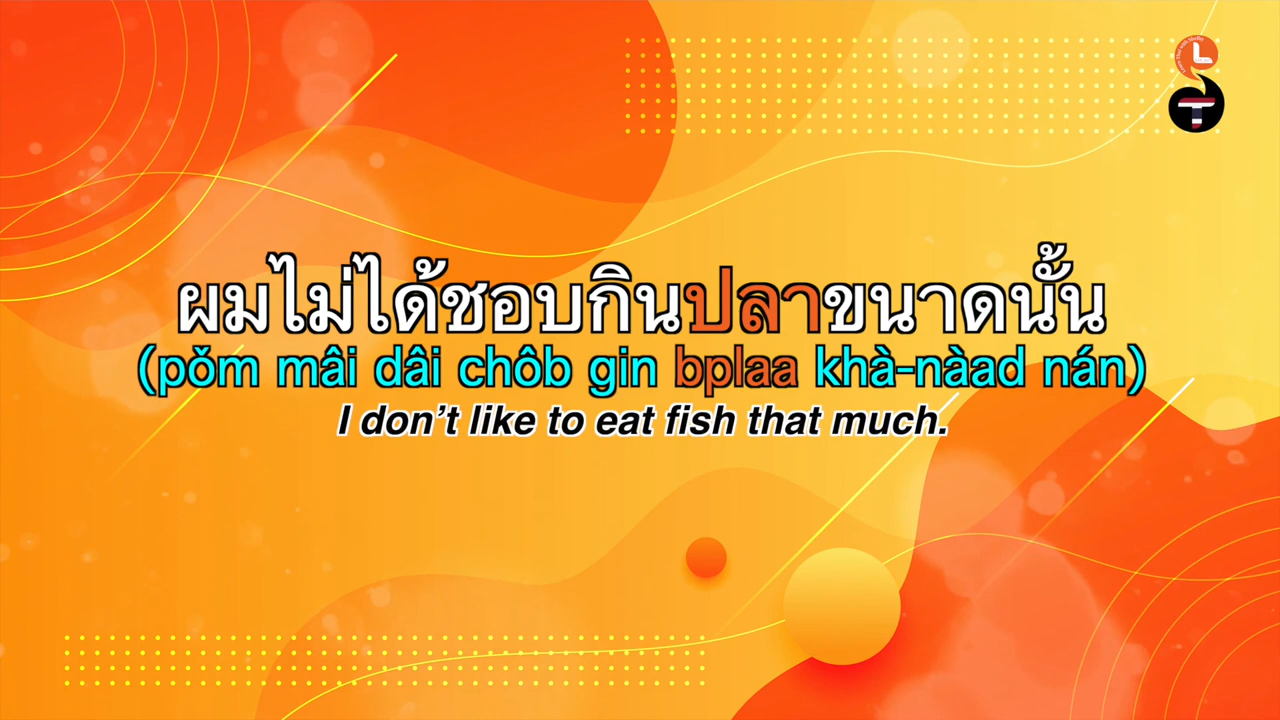 ผมไม่ได้ชอบกินปลาขนาดนั้น
(pǒm mâi dâi chôb gin bplaa khà-nàad nán)
I don't like to eat fish that much.
L
T